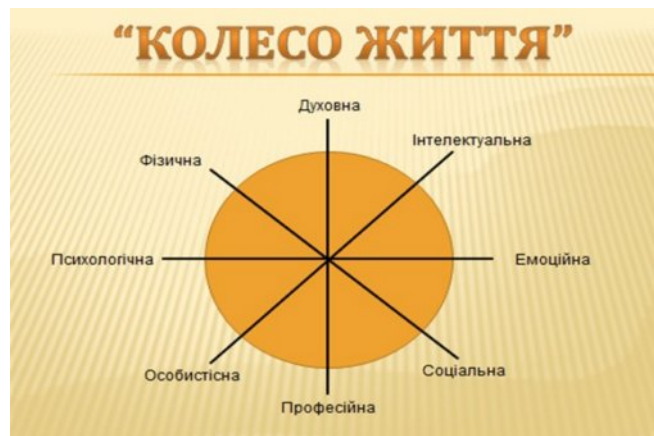 “КОЛЕСО ЖИТТЯ”
Духовна
Інтелектуальна
Фізична
Психологічна
Емоційна
Особистісна
Соціальна
Професійна